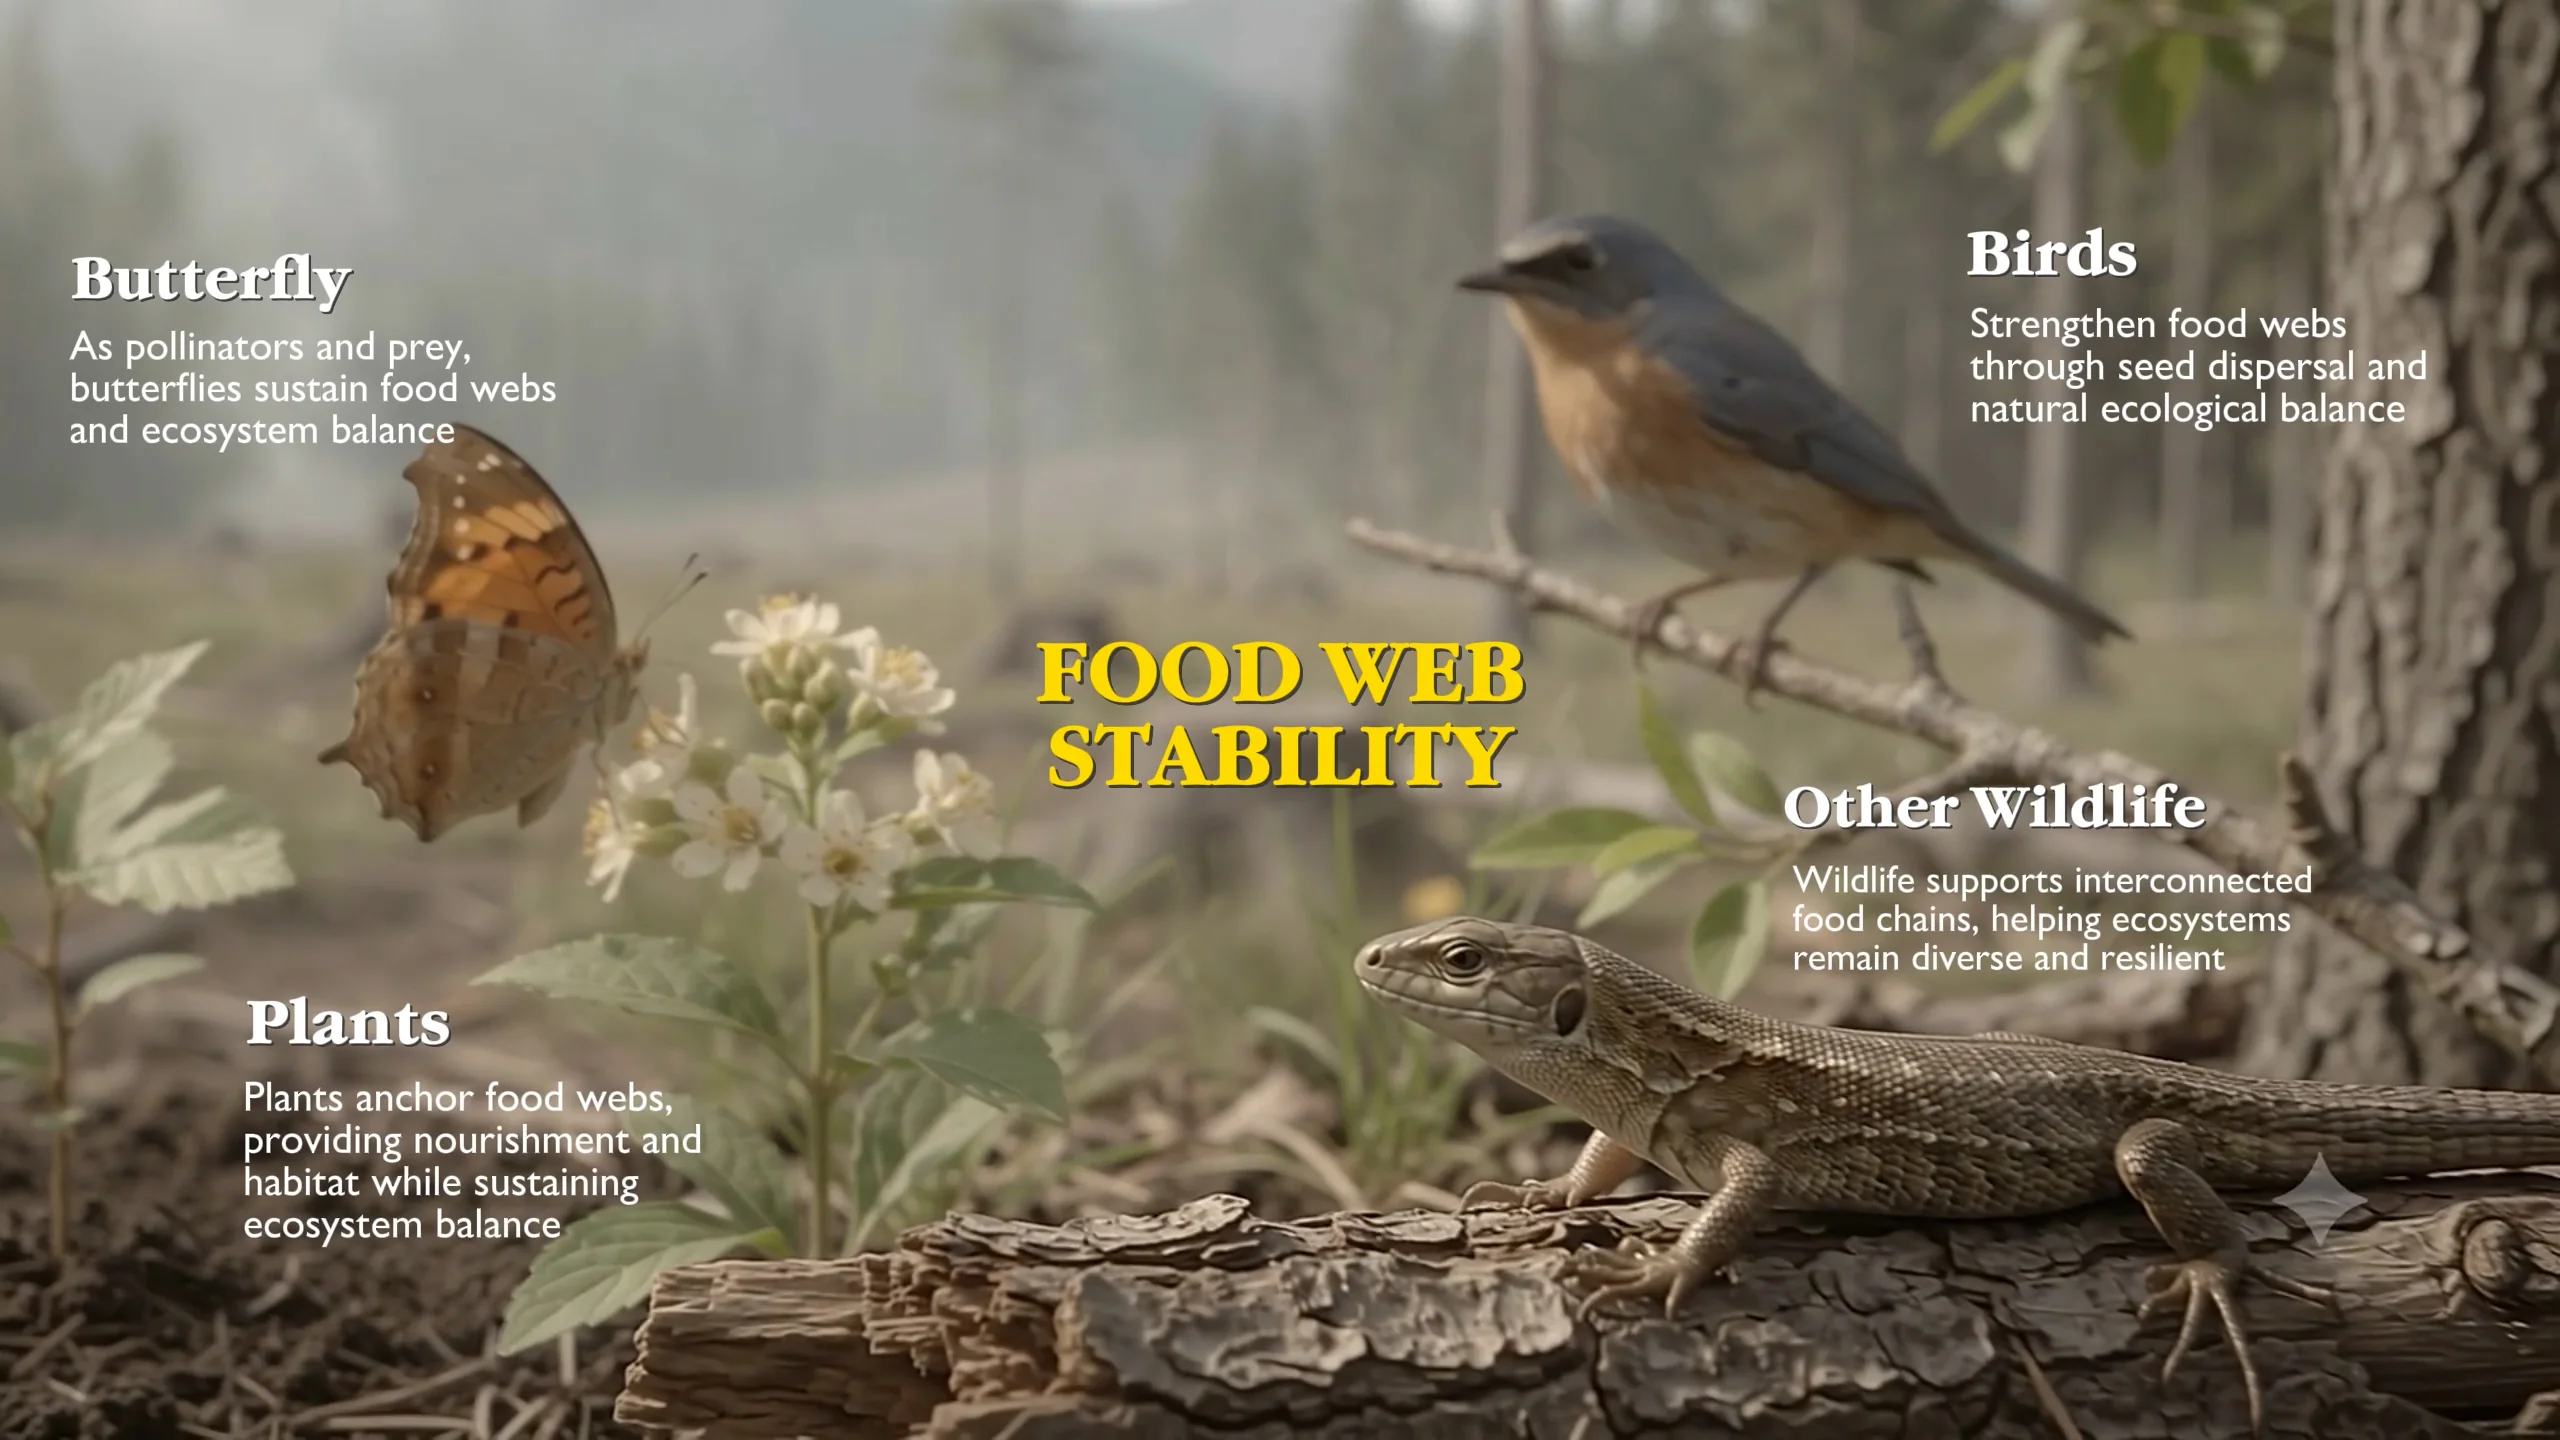 Butterfly
As pollinators and prey,
butterflies sustain food webs
and ecosystem balance
Birds
Strengthen food webs
through seed dispersal and
natural ecological balance
FOOD WEB
STABILITY
Other Wildlife
Wildlife supports interconnected
food chains, helping ecosystems
remain diverse and resilient
Plants
Plants anchor food webs,
providing nourishment and
habitat while sustaining
ecosystem balance